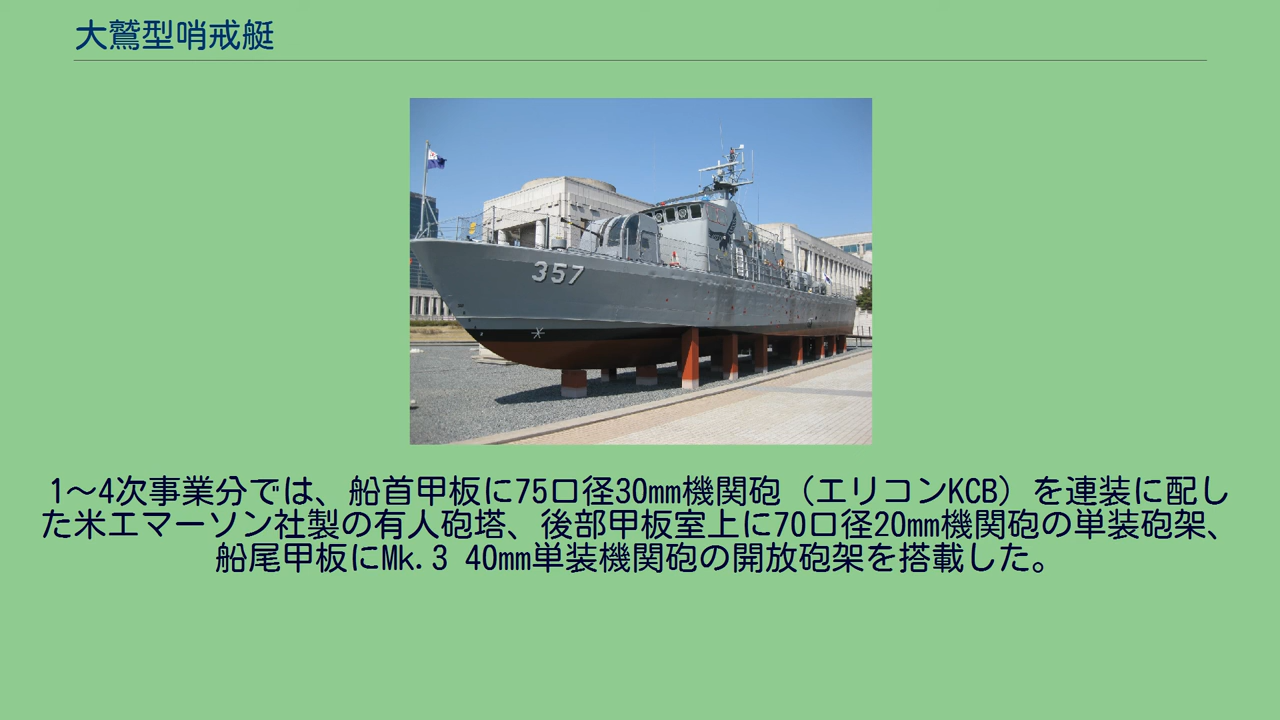 大鷲型哨戒艇
357
1～4次事業分では、船首甲板に75口径30mm機関砲（エリコンKCB）を連装に配し
た米エマーソン社製の有人砲塔、後部甲板室上に70口径20mm機関砲の単装砲架、
船尾甲板にMk.3 40mm単装機関砲の開放砲架を搭載した。